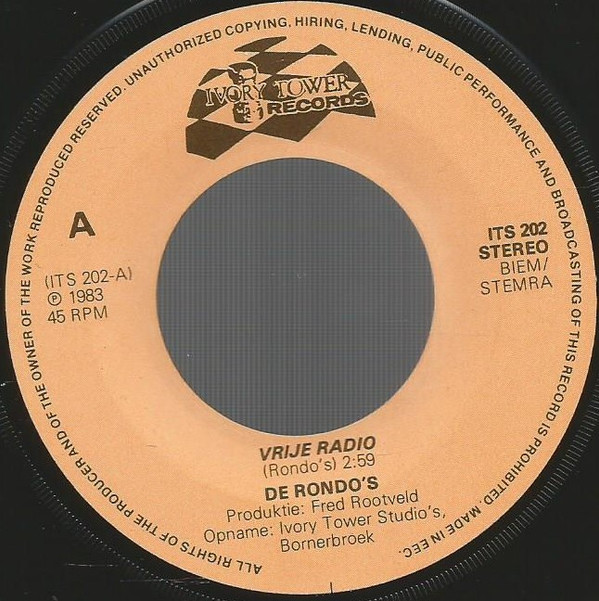 ALL RIGHTS OF THE PRODUCER AND OF THE OWNER OF THE WORK REPRODUCED RESERVED. UNAUTHORIZED COPYING, HIRING, LENDING, PUBLIC PERFORMANCE AND BROADCASTING OF THIS RECORD IS PROHIBITED. MADE IN EEC.
IVORY TOWER
RECORDS
A
(ITS 202-A)
℗ 1983
45 RPM
ITS 202
STEREO
BIEM/
STEMRA
VRIJE RADIO
(Rondo's) 2:59
DE RONDO'S
Produktie: Fred Rootveld
Opname: Ivory Tower Studio's,
Bornerbroek